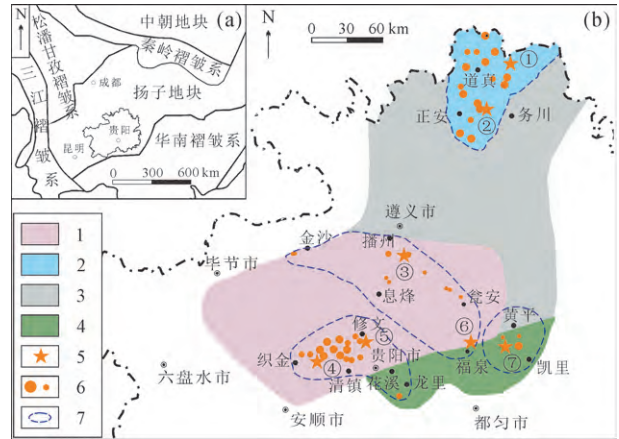 N
(a)
中朝地块
松潘甘孜褶皱系
秦岭褶皱系
三江褶皱系
成都
扬子地块
贵阳
昆明
华南褶皱系
0 300 600 km
N
0 30 60 km
(b)
①
道真
正安
②
务川
遵义市
金沙
播州
毕节市
③
息烽
瓮安
修文
⑤
⑥
黄平
织金
④
贵阳市
福泉
⑦
凯里
六盘水市
清镇
花溪
龙里
安顺市
都匀市
1
2
3
4
5
6
7